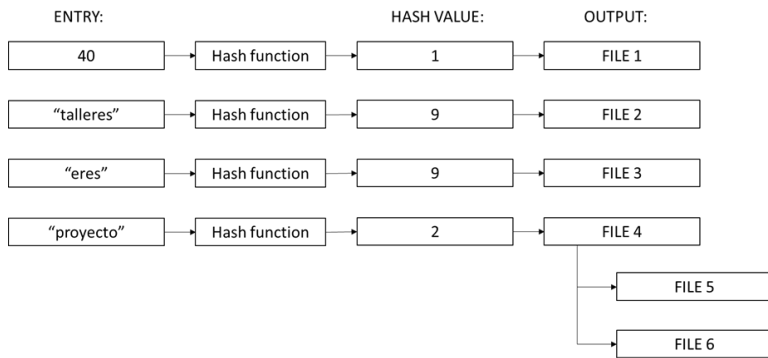 ENTRY: HASH VALUE: OUTPUT:
40 Hash function 1 FILE 1
“talleres” Hash function 9 FILE 2
“eres” Hash function 9 FILE 3
“proyecto” Hash function 2 FILE 4
FILE 5
FILE 6